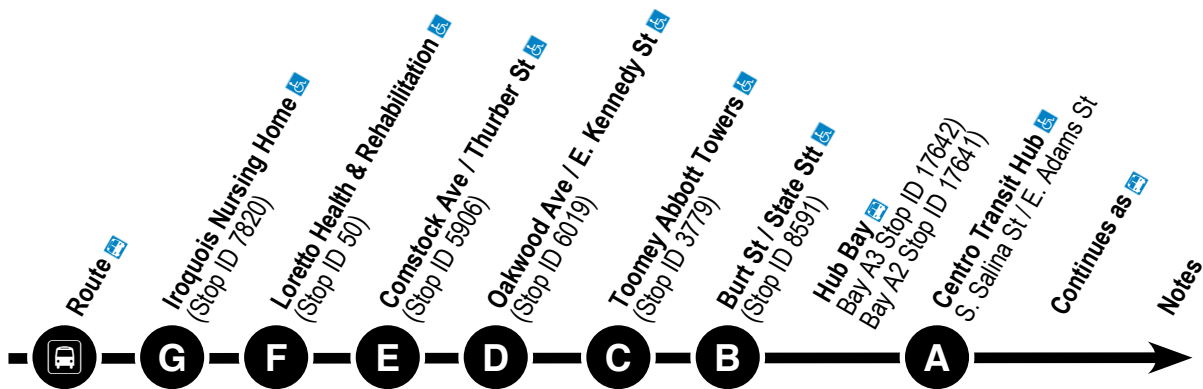 Route
Iroquois Nursing Home
(Stop ID 7820)
Loretto Health & Rehabilitation
(Stop ID 50)
Comstock Ave / Thurber St
(Stop ID 5906)
Oakwood Ave / E. Kennedy St
(Stop ID 6019)
Toomey Abbott Towers
(Stop ID 3779)
Burt St / State Stt
(Stop ID 8591)
Hub Bay
Bay A3 Stop ID 17642)
Bay A2 Stop ID 17641)
Centro Transit Hub
S. Salina St / E. Adams St
Continues as
Notes
G
F
E
D
C
B
A